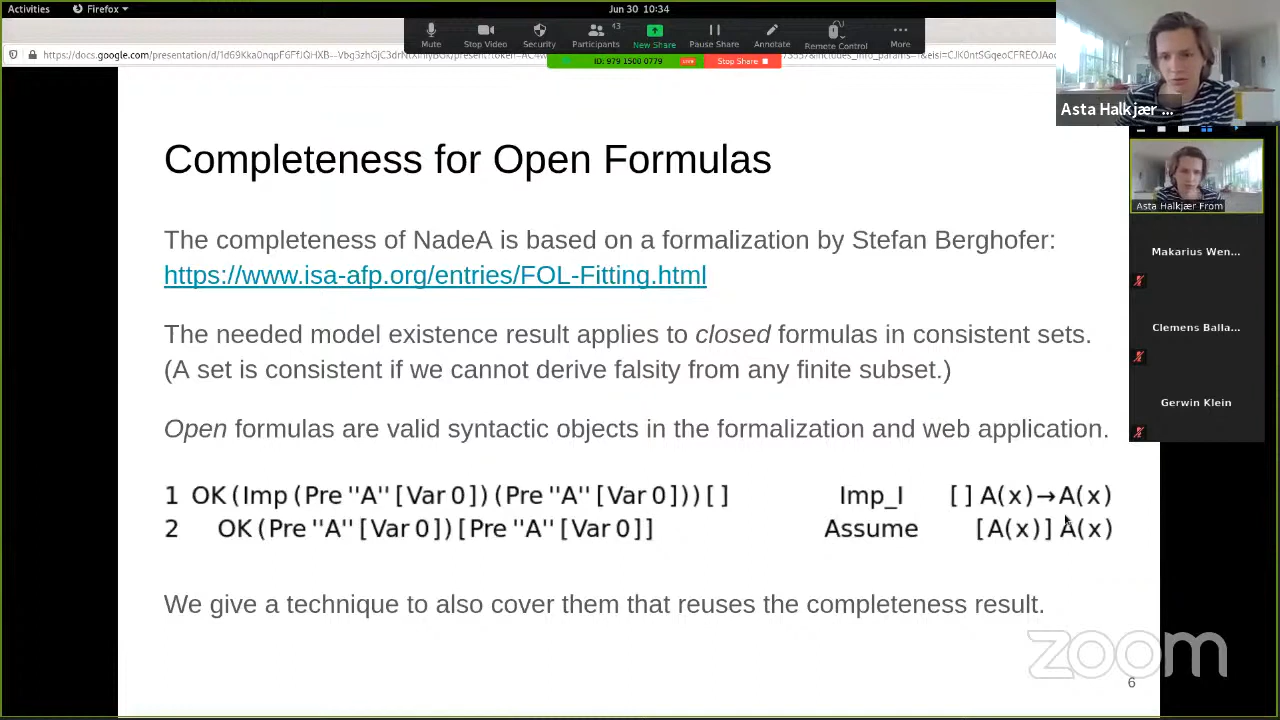 Activities
Firefox
Jun 30 10:34
Mute
Stop Video
Security
Participants
43
New Share
Pause Share
Annotate
Remote Control
More
ID: 979 1500 0779
LIVE
Stop Share
Asta Halkjær ...
Asta Halkjær From
Makarius Wen...
Clemens Balla...
Gerwin Klein
Completeness for Open Formulas
The completeness of NadeA is based on a formalization by Stefan Berghofer:
https://www.isa-afp.org/entries/FOL-Fitting.html
The needed model existence result applies to closed formulas in consistent sets.
(A set is consistent if we cannot derive falsity from any finite subset.)
Open formulas are valid syntactic objects in the formalization and web application.
1 OK (Imp (Pre "A" [Var 0]) (Pre "A" [Var 0])) [ ] Imp_I [ ] A(x)→A(x)
2 OK (Pre "A" [Var 0]) [Pre "A" [Var 0]] Assume [A(x)] A(x)
We give a technique to also cover them that reuses the completeness result.
zoom
6